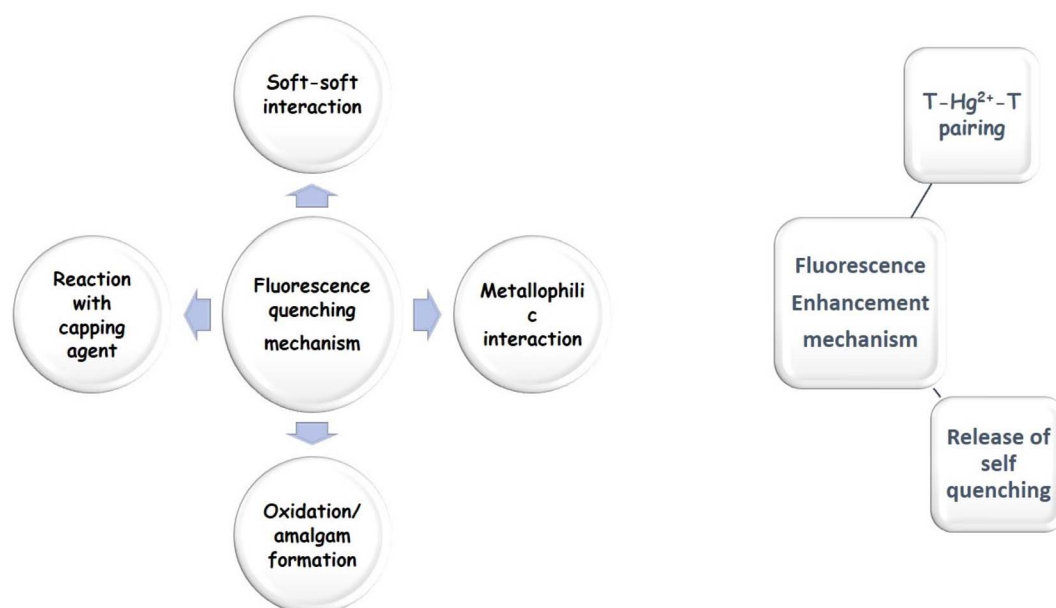 Soft-soft
interaction
Reaction
with
capping
agent
Fluorescence
quenching
mechanism
Metallophili
c
interaction
Oxidation/
amalgam
formation
T-Hg²⁺-T
pairing
Fluorescence
Enhancement
mechanism
Release of
self
quenching